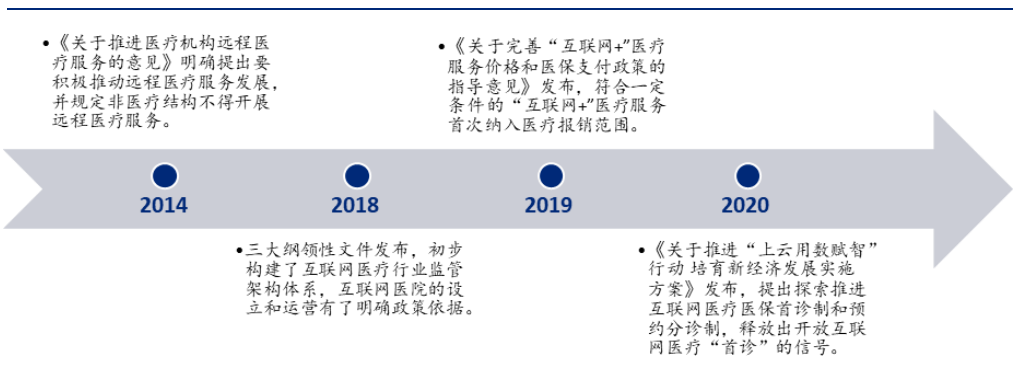 •《关于推进医疗机构远程医
疗服务的意见》明确提出要
积极推动远程医疗服务发展，
并规定非医疗结构不得开展
远程医疗服务。
•《关于完善“互联网+”医疗
服务价格和医保支付政策的
指导意见》发布，符合一定
条件的“互联网+”医疗服务
首次纳入医疗报销范围。
2014
2018
2019
2020
•三大纲领性文件发布，初步
构建了互联网医疗行业监管
架构体系，互联网医院的设
立和运营有了明确政策依据。
•《关于推进“上云用数赋智”
行动 培育新经济发展实施
方案》发布，提出探索推进
互联网医疗医保首诊制和预
约分诊制，释放出开放互联
网医疗“首诊”的信号。